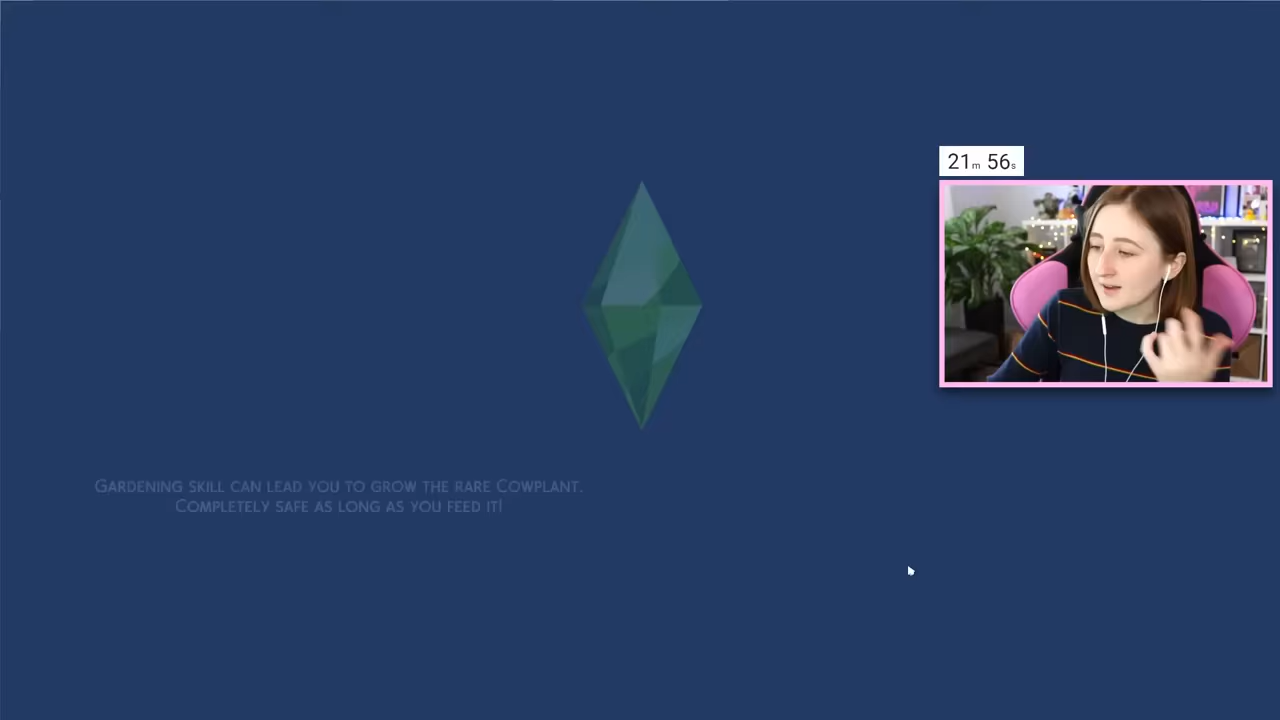 21m 56s
Gardening skill can lead you to grow the rare Cowplant.
Completely safe as long as you feed it!